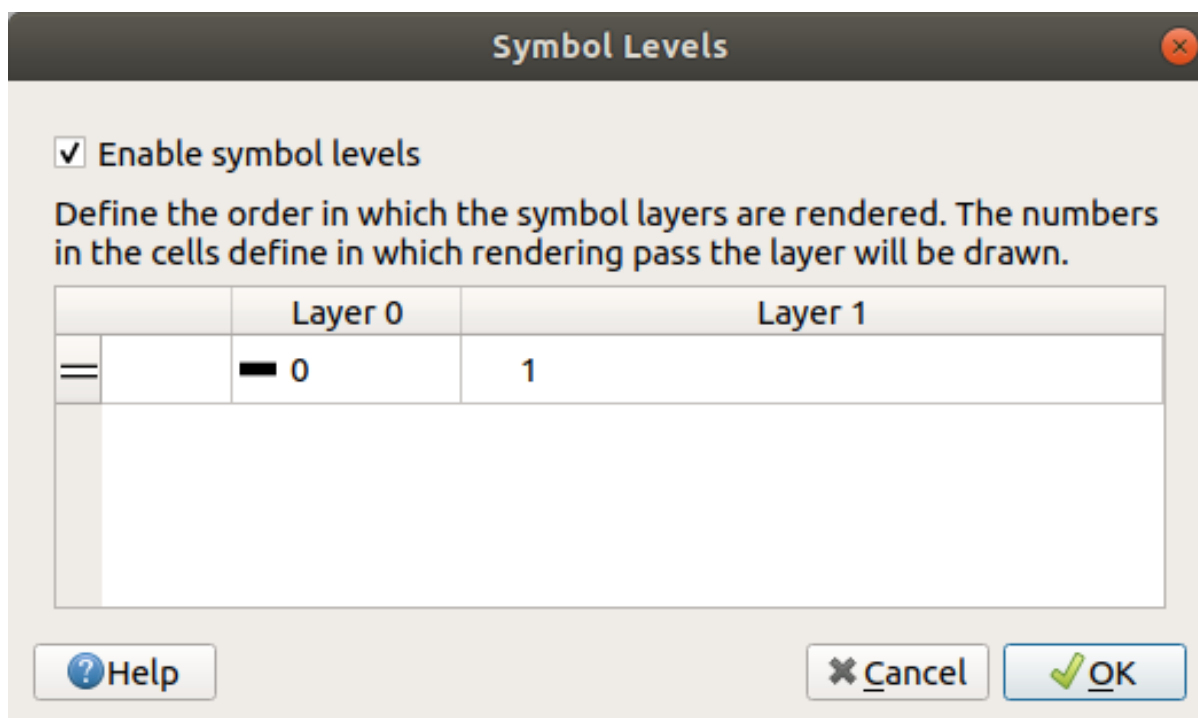 Symbol Levels
Enable symbol levels
Define the order in which the symbol layers are rendered. The numbers
in the cells define in which rendering pass the layer will be drawn.
Layer 0 Layer 1
0 1
Help Cancel OK